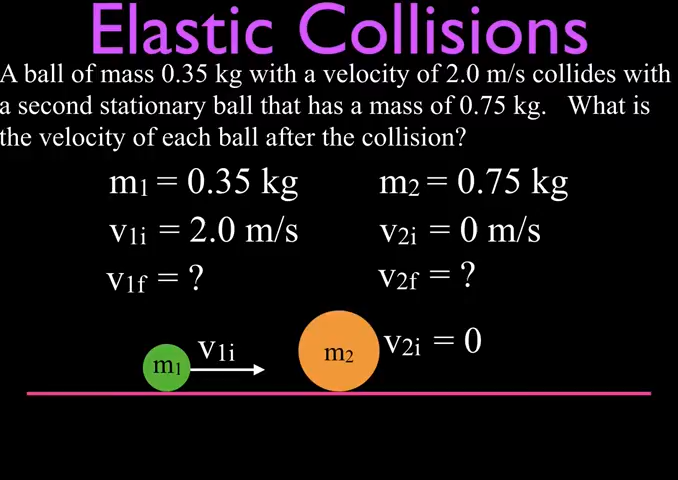 Elastic Collisions
A ball of mass 0.35 kg with a velocity of 2.0 m/s collides with
a second stationary ball that has a mass of 0.75 kg. What is
the velocity of each ball after the collision?
m₁ = 0.35 kg m₂ = 0.75 kg
v₁ᵢ = 2.0 m/s v₂ᵢ = 0 m/s
v1f = ? v2f = ?
v₁ᵢ v₂ᵢ = 0
m₁ m₂